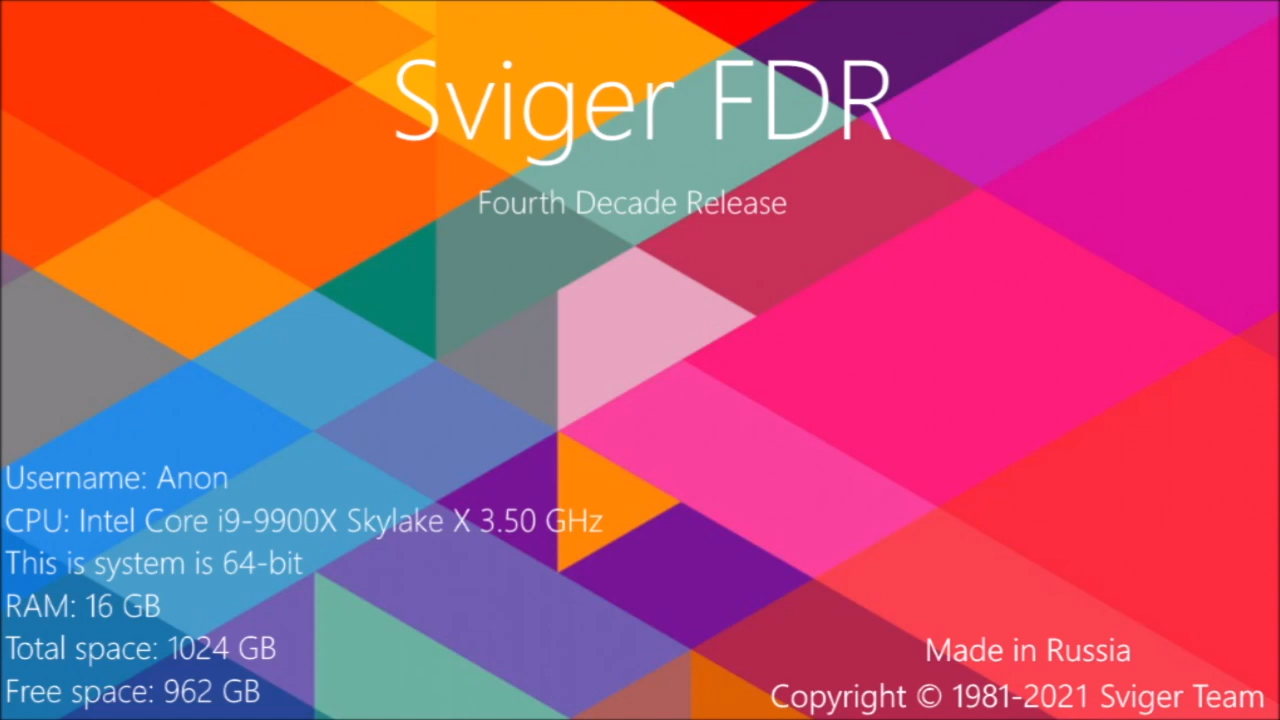 Sviger FDR
Fourth Decade Release
Username: Anon
CPU: Intel Core i9-9900X Skylake X 3.50 GHz
This is system is 64-bit
RAM: 16 GB
Total space: 1024 GB
Free space: 962 GB
Made in Russia
Copyright © 1981-2021 Sviger Team